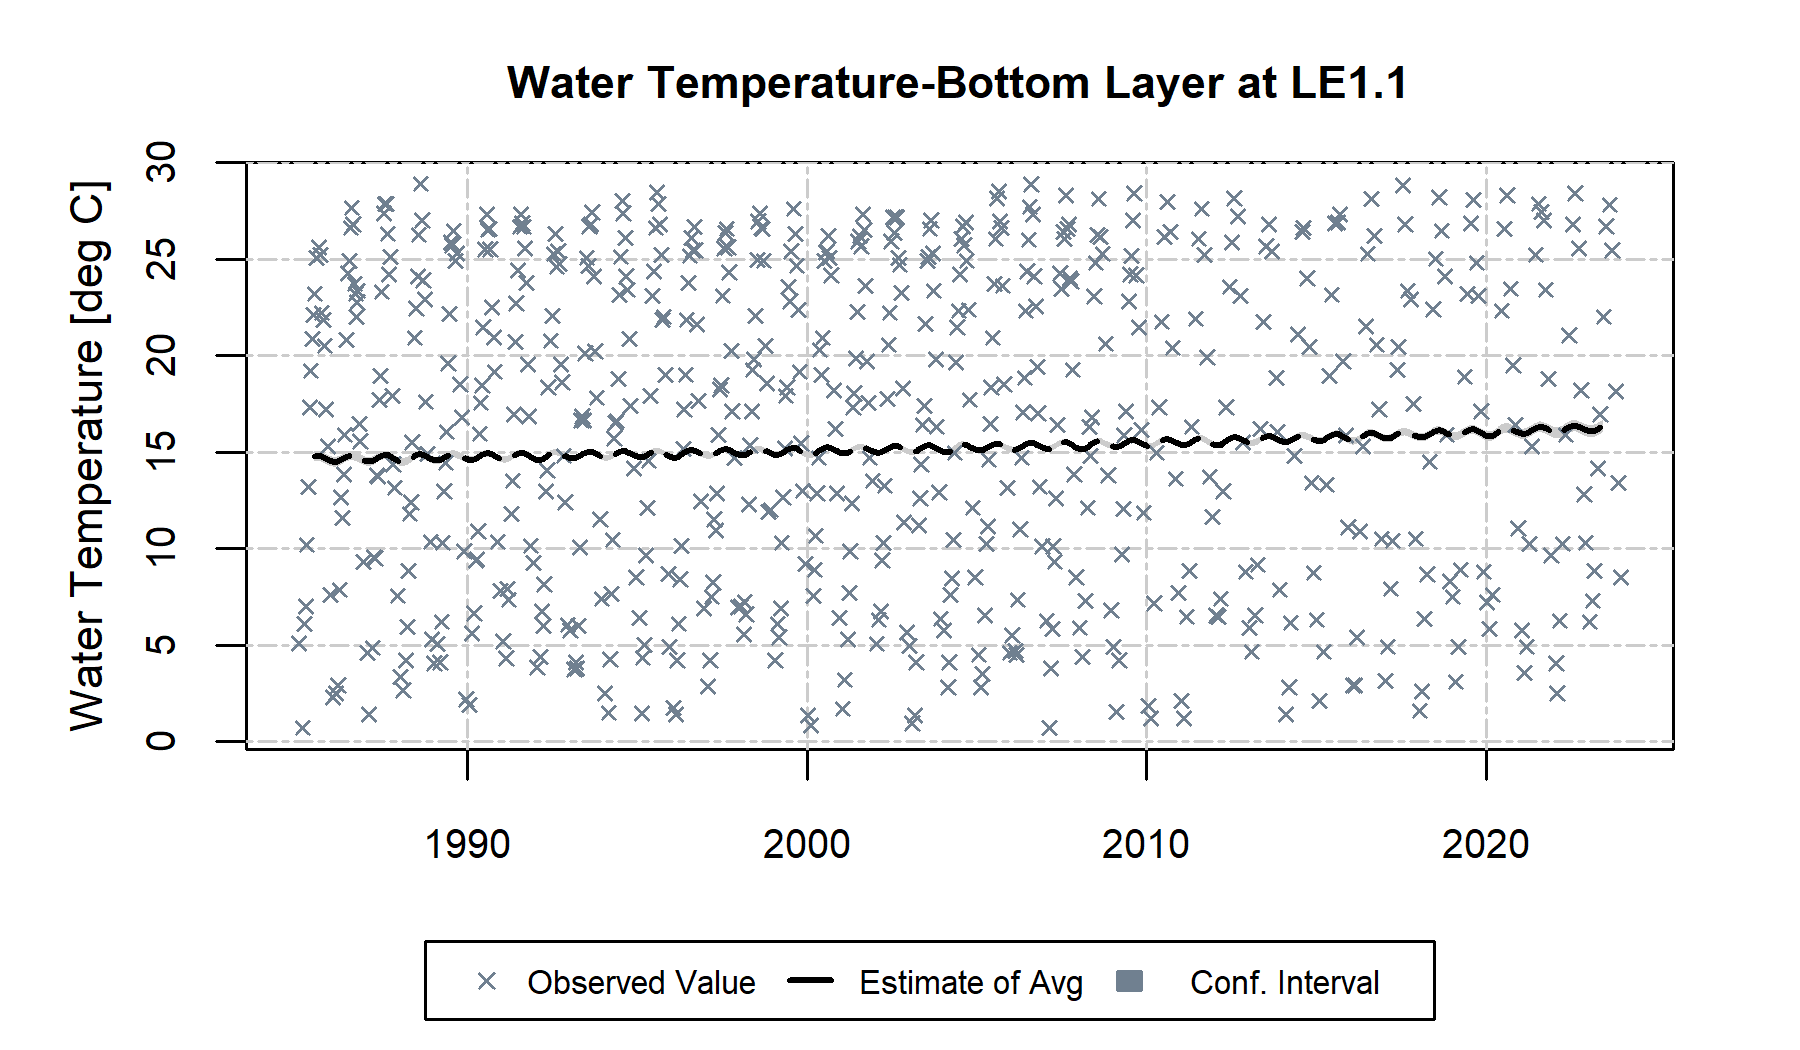 Water Temperature-Bottom Layer at LE1.1
Water Temperature [deg C]
30
25
20
15
10
5
0
1990 2000 2010 2020
Observed Value Estimate of Avg Conf. Interval